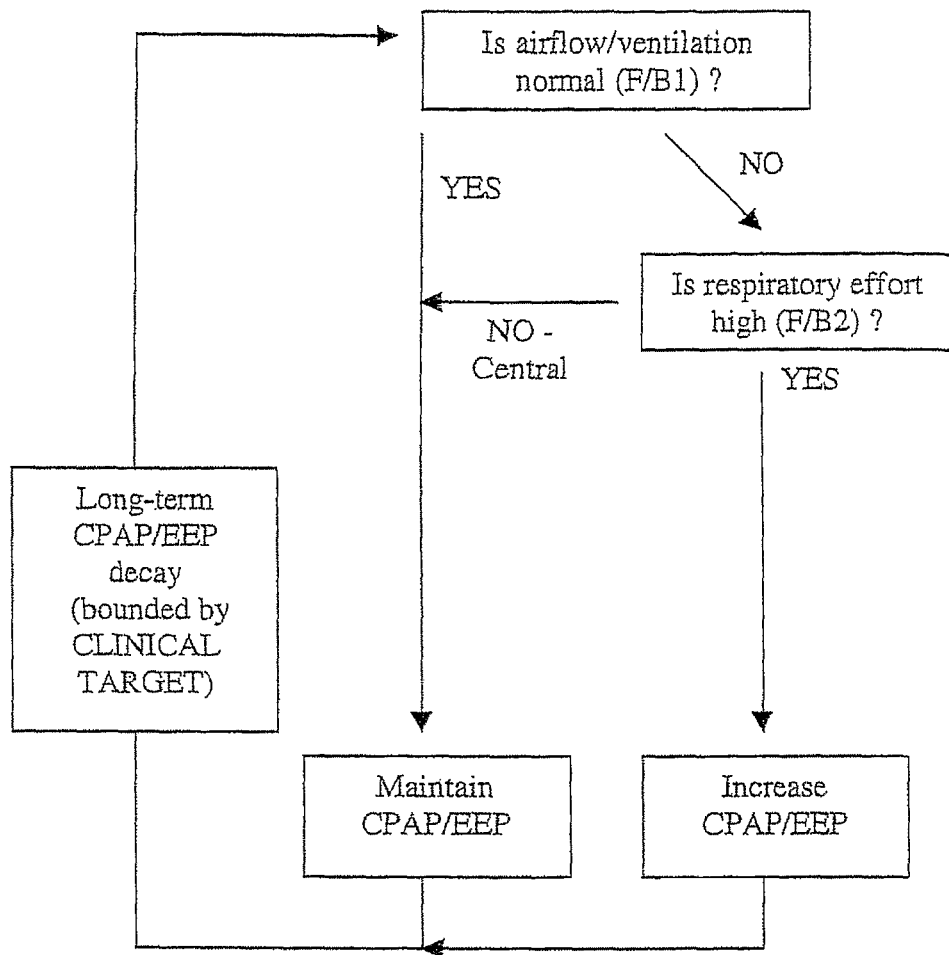 Is airflow/ventilation
normal (F/B1) ?
YES
NO
Is respiratory effort
high (F/B2) ?
NO -
Central
YES
Long-term
CPAP/EEP
decay
(bounded by
CLINICAL
TARGET)
Maintain
CPAP/EEP
Increase
CPAP/EEP